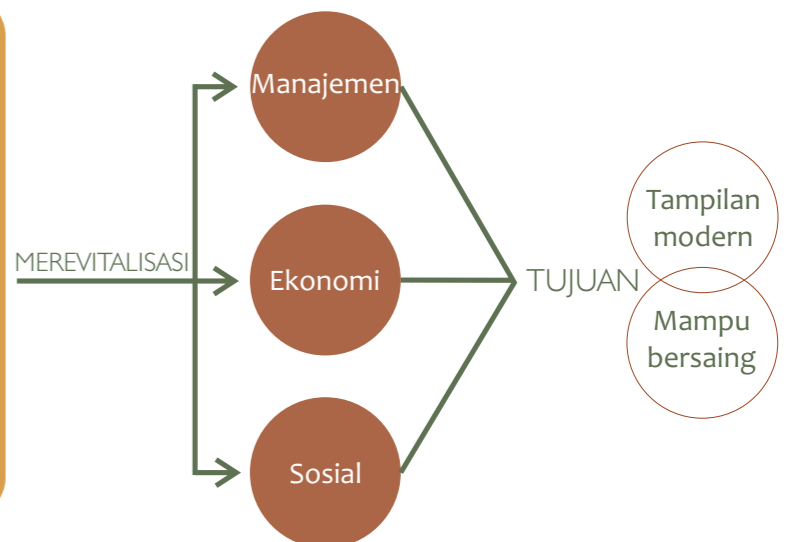 MEREVITALISASI
Manajemen
Ekonomi
Sosial
TUJUAN
Tampilan
modern
Mampu
bersaing